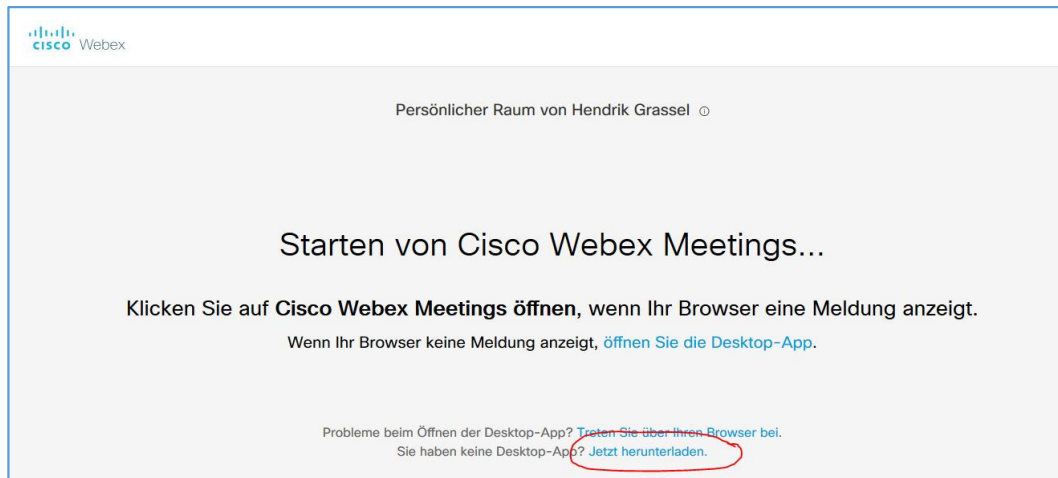 CISCO Webex
Persönlicher Raum von Hendrik Grassel
Starten von Cisco Webex Meetings...
Klicken Sie auf Cisco Webex Meetings öffnen, wenn Ihr Browser eine Meldung anzeigt.
Wenn Ihr Browser keine Meldung anzeigt, öffnen Sie die Desktop-App.
Probleme beim Öffnen der Desktop-App? Treten Sie über Ihren Browser bei.
Sie haben keine Desktop-App? Jetzt herunterladen.